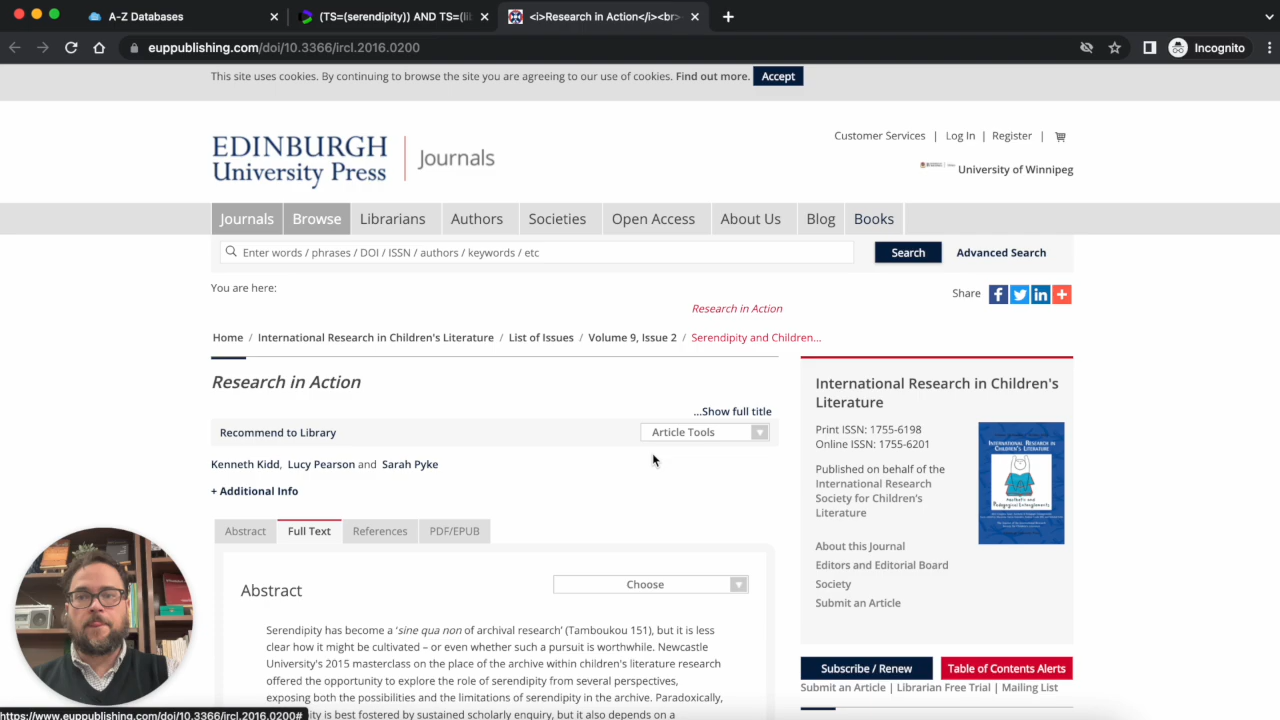 A-Z Databases
(TS=(serendipity)) AND TS=(lib
<i>Research in Action</i><br>
euppublishing.com/doi/10.3366/ircl.2016.0200
Incognito
This site uses cookies. By continuing to browse the site you are agreeing to our use of cookies. Find out more. Accept
EDINBURGH
University Press
Journals
Customer Services | Log In | Register |
University of Winnipeg
Journals Browse Librarians Authors Societies Open Access About Us Blog Books
Enter words / phrases / DOI / ISSN / authors / keywords / etc
Search
Advanced Search
You are here:
Share
Research in Action
Home / International Research in Children's Literature / List of Issues / Volume 9, Issue 2 / Serendipity and Children...
Research in Action
...Show full title
Recommend to Library
Article Tools
Kenneth Kidd, Lucy Pearson and Sarah Pyke
+ Additional Info
Abstract Full Text References PDF/EPUB
Abstract
Choose
Serendipity has become a ‘sine qua non of archival research’ (Tamboukou 151), but it is less
clear how it might be cultivated – or even whether such a pursuit is worthwhile. Newcastle
University's 2015 masterclass on the place of the archive within children's literature research
offered an opportunity to explore the role of serendipity from several perspectives,
exposing both the possibilities and the limitations of serendipity in the archive. Paradoxically,
is best fostered by sustained scholarly enquiry, but it also depends on a
International Research in Children's
Literature
Print ISSN: 1755-6198
Online ISSN: 1755-6201
Published on behalf of the
International Research
Society for Children's
Literature
INTERNATIONAL RESEARCH IN
CHILDREN'S LITERATURE
Aesthetic and
Pedagogical Entanglements
About this Journal
Editors and Editorial Board
Society
Submit an Article
Subscribe / Renew
Table of Contents Alerts
Submit an Article | Librarian Free Trial | Mailing List
https://www.euppublishing.com/doi/10.3366/ircl.2016.0200#